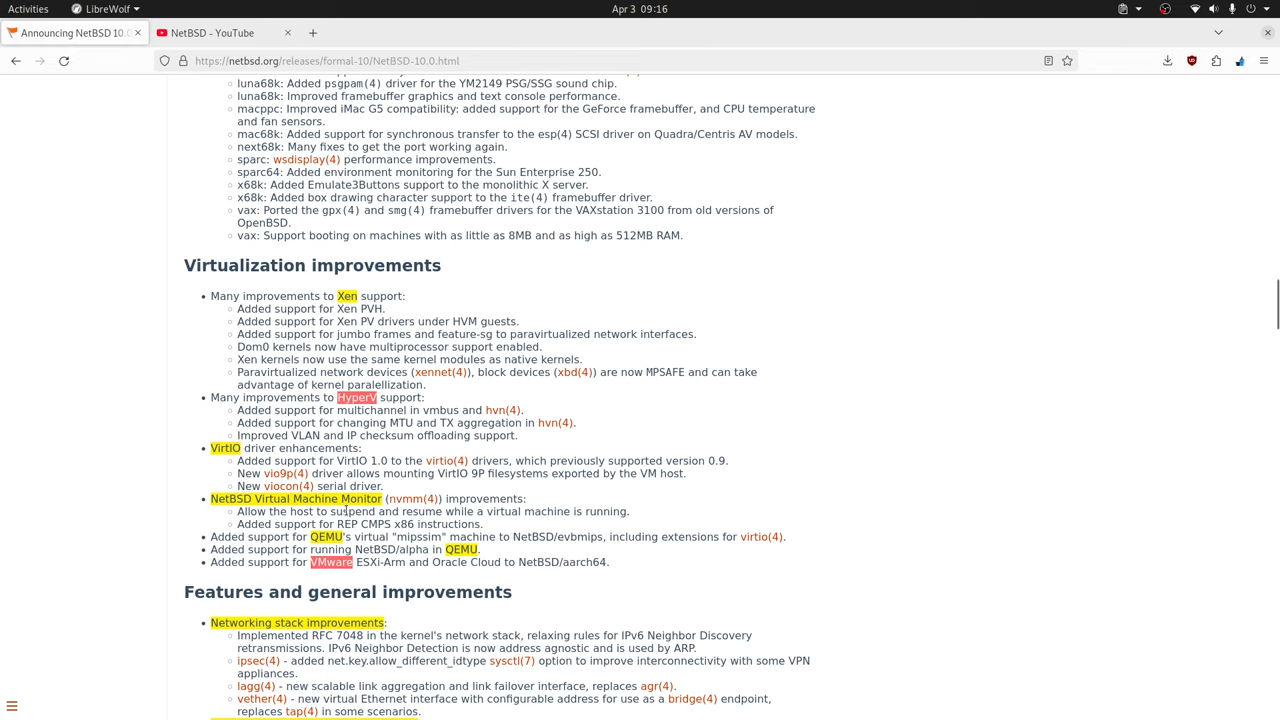 Activities LibreWolf Apr 3 09:16
Announcing NetBSD 10.0 NetBSD - YouTube
https://netbsd.org/releases/formal-10/NetBSD-10.0.html
luna68k: Added psgpam(4) driver for the YM2149 PSG/SSG sound chip.
luna68k: Improved framebuffer graphics and text console performance.
macppc: Improved iMac G5 compatibility: added support for the GeForce framebuffer, and CPU temperature
and fan sensors.
mac68k: Added support for synchronous transfer to the esp(4) SCSI driver on Quadra/Centris AV models.
next68k: Many fixes to get the port working again.
sparc: wsdisplay(4) performance improvements.
sparc64: Added environment monitoring for the Sun Enterprise 250.
x68k: Added Emulate3Buttons support to the monolithic X server.
x68k: Added box drawing character support to the ite(4) framebuffer driver.
vax: Ported the gpx(4) and smg(4) framebuffer drivers for the VAXstation 3100 from old versions of
OpenBSD.
vax: Support booting on machines with as little as 8MB and as high as 512MB RAM.
Virtualization improvements
• Many improvements to Xen support:
Added support for Xen PVH.
Added support for Xen PV drivers under HVM guests.
Added support for jumbo frames and feature-sg to paravirtualized network interfaces.
Dom0 kernels now have multiprocessor support enabled.
Xen kernels now use the same kernel modules as native kernels.
Paravirtualized network devices (xennet(4)), block devices (xbd(4)) are now MPSAFE and can take
advantage of kernel paralellization.
• Many improvements to HyperV support:
Added support for multichannel in vmbus and hvn(4).
Added support for changing MTU and TX aggregation in hvn(4).
Improved VLAN and IP checksum offloading support.
• VirtIO driver enhancements:
Added support for VirtIO 1.0 to the virtio(4) drivers, which previously supported version 0.9.
New vio9p(4) driver allows mounting VirtIO 9P filesystems exported by the VM host.
New viocon(4) serial driver.
• NetBSD Virtual Machine Monitor (nvmm(4)) improvements:
Allow the host to suspend and resume while a virtual machine is running.
Added support for REP CMPS x86 instructions.
• Added support for QEMU's virtual "mipssim" machine to NetBSD/evbmips, including extensions for virtio(4).
• Added support for running NetBSD/alpha in QEMU.
• Added support for VMware ESXi-Arm and Oracle Cloud to NetBSD/aarch64.
Features and general improvements
• Networking stack improvements:
Implemented RFC 7048 in the kernel's network stack, relaxing rules for IPv6 Neighbor Discovery
retransmissions. IPv6 Neighbor Detection is now address agnostic and is used by ARP.
ipsec(4) - added net.key.allow_different_idtype sysctl(7) option to improve interconnectivity with some VPN
appliances.
lagg(4) - new scalable link aggregation and link failover interface, replaces agr(4).
vether(4) - new virtual Ethernet interface with configurable address for use as a bridge(4) endpoint,
replaces tap(4) in some scenarios.